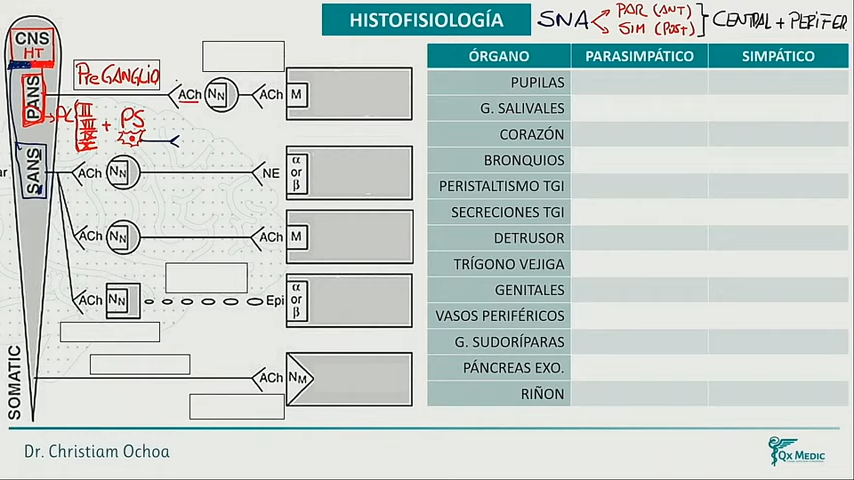 HISTOFISIOLOGÍA
SNA PAR (ANT)
SIM (POST)
CENTRAL + PERIFER
CNS
HT
PreGANGLIO
PANS
ACh NN ACh M
PC III VII IX X + PS
SANS
ACh NN NE α or β
ACh NN ACh M
ACh NN Epi α or β
SOMATIC
ACh NM
ÓRGANO PARASIMPÁTICO SIMPÁTICO
PUPILAS
G. SALIVALES
CORAZÓN
BRONQUIOS
PERISTALTISMO TGI
SECRECIONES TGI
DETRUSOR
TRÍGONO VEJIGA
GENITALES
VASOS PERIFÉRICOS
G. SUDORÍPARAS
PÁNCREAS EXO.
RIÑON
Dr. Christiam Ochoa
Qx MEDIC